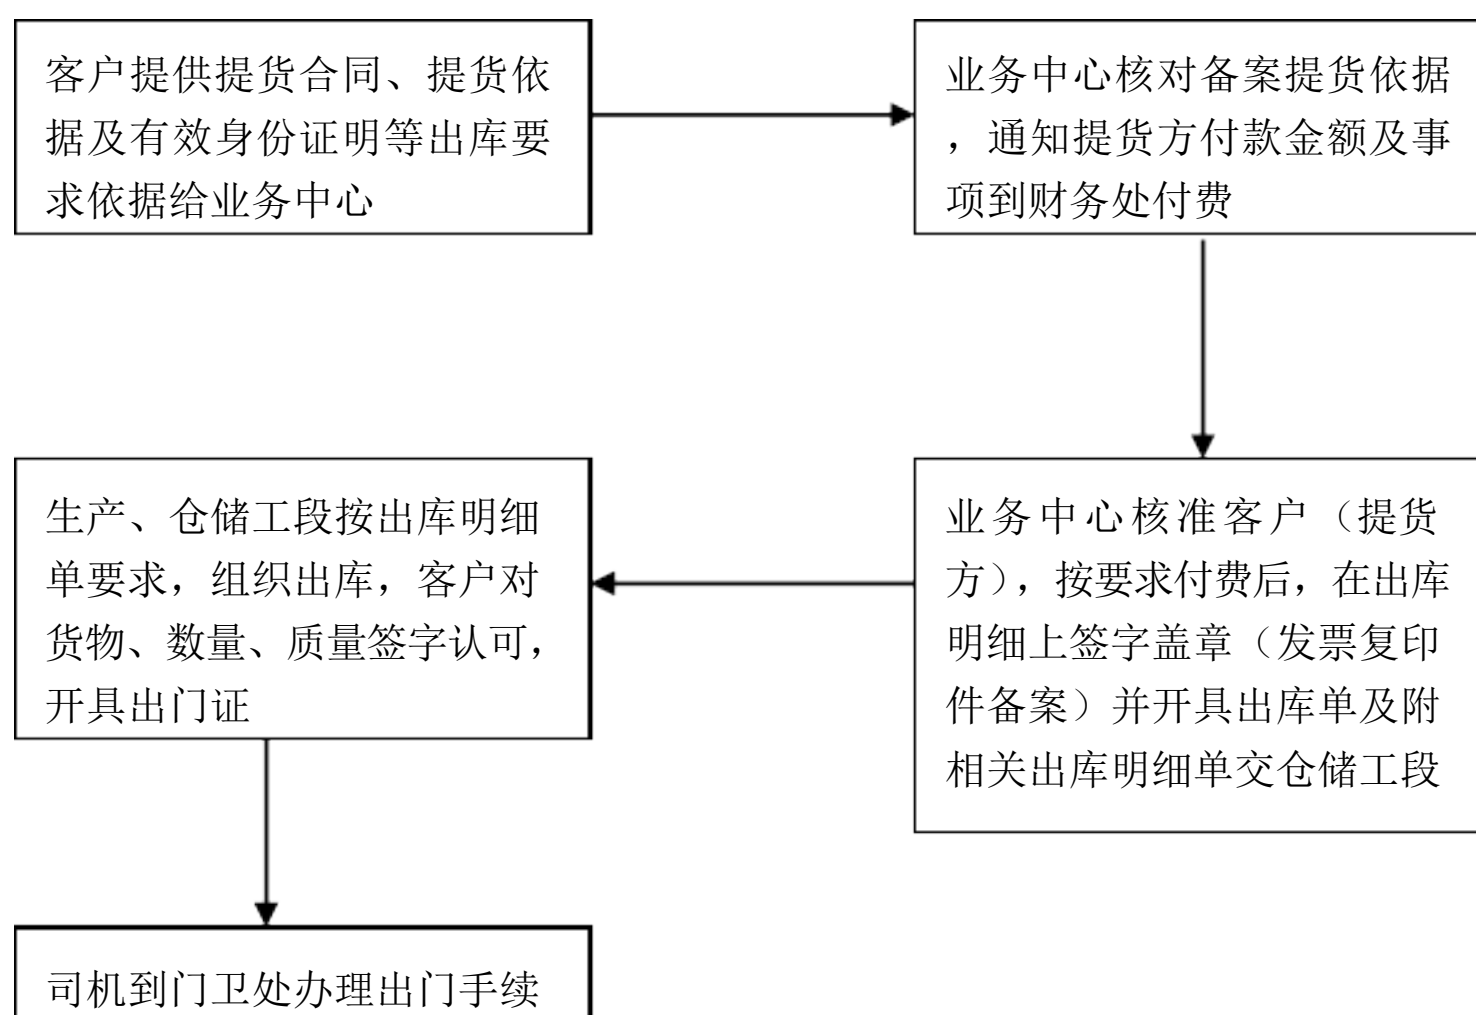 客户提供提货合同、提货依
据及有效身份证明等出库要
求依据给业务中心
业务中心核对备案提货依据
，通知提货方付款金额及事
项到财务处付费
业务中心核准客户（提货
方），按要求付费后，在出库
明细上签字盖章（发票复印
件备案）并开具出库单及附
相关出库明细单交仓储工段
生产、仓储工段按出库明细
单要求，组织出库，客户对
货物、数量、质量签字认可，
开具出门证
司机到门卫处办理出门手续